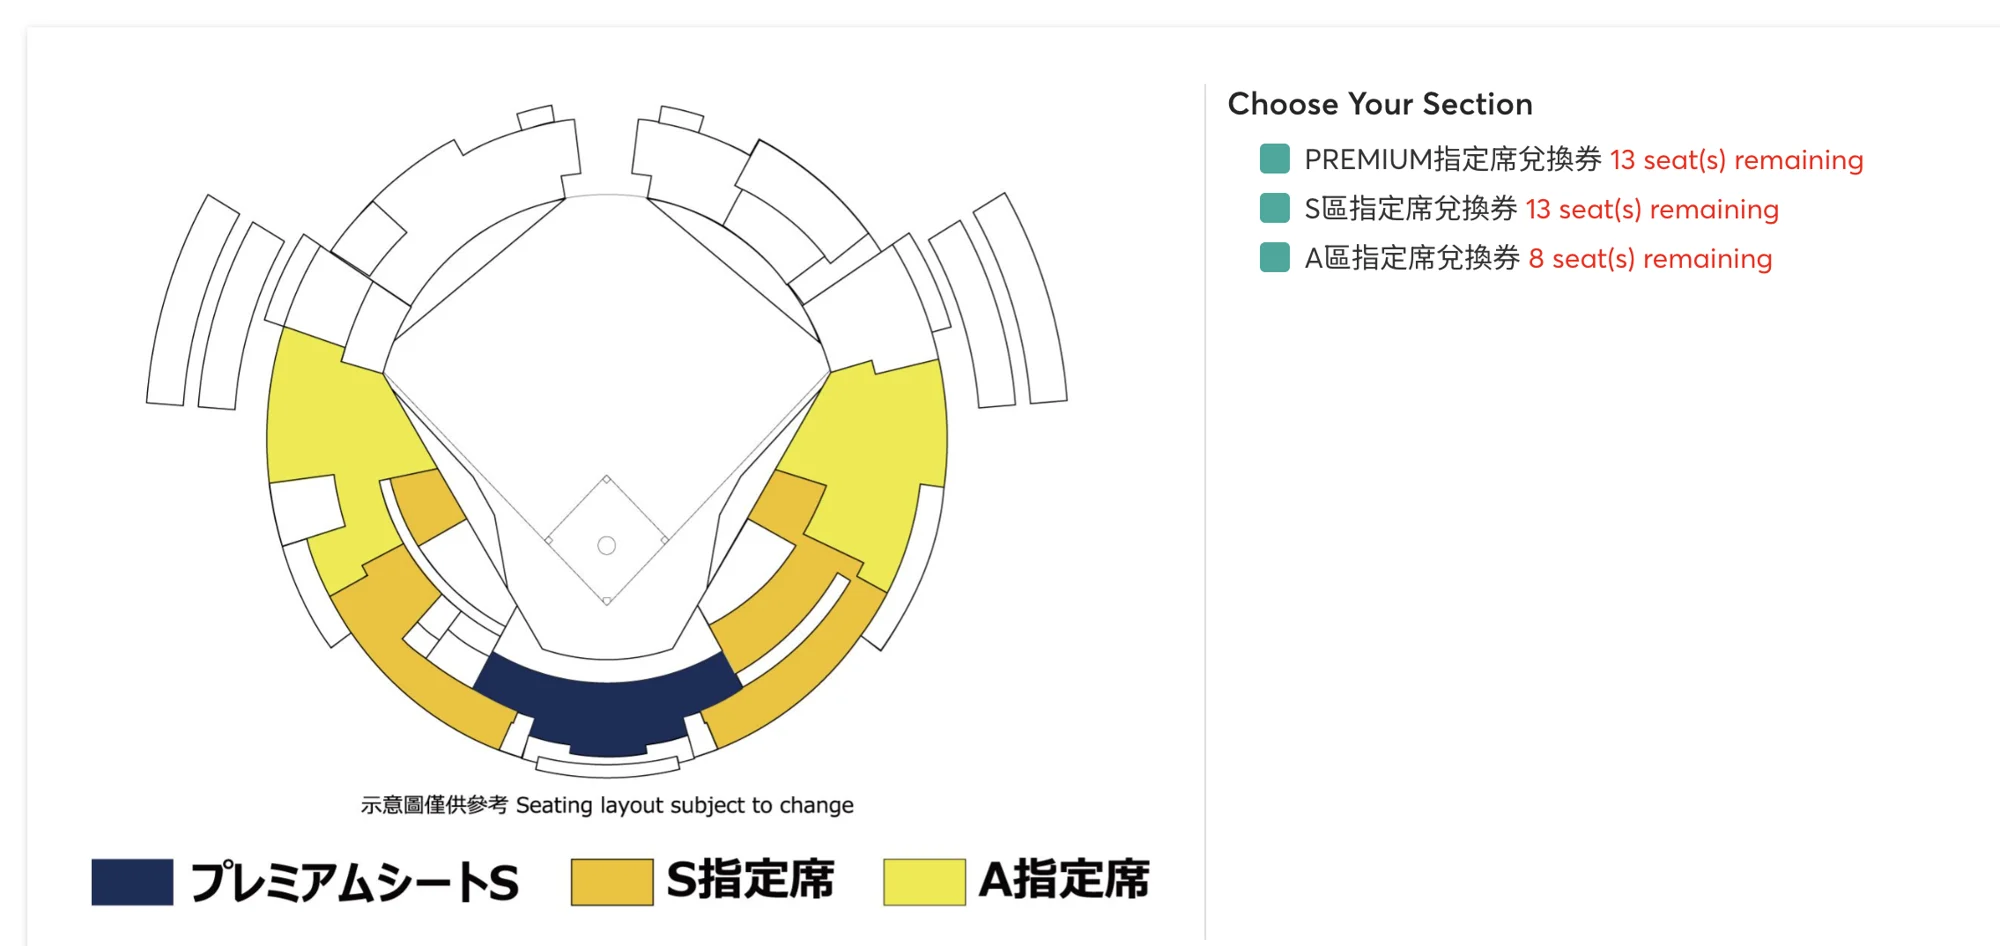 Choose Your Section
PREMIUM指定席兌換券 13 seat(s) remaining
S區指定席兌換券 13 seat(s) remaining
A區指定席兌換券 8 seat(s) remaining
示意圖僅供參考 Seating layout subject to change
プレミアムシートS S指定席 A指定席